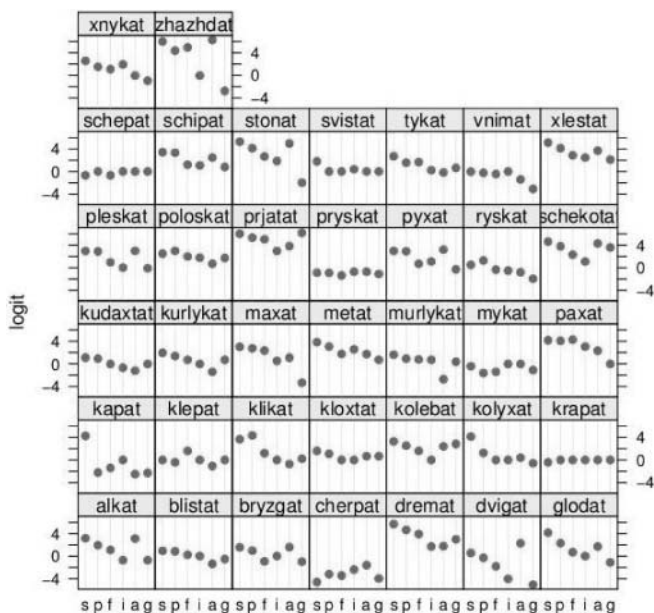 xnykat zhazhdat
4
0
−4
schepat schipat stonat svistat tykat vnimat xlestat
4
0
−4
pleskat poloskat prjatat pryskat pyxat ryskat schekotat
4
0
−4
kudaxtat kurlykat maxat metat murlykat mykat paxat
4
0
−4
kapat klepat klikat kloxtat kolebat kolyxat krapat
4
0
−4
alkat blistat bryzgat cherpat dremat dvigat glodat
4
0
−4
s p f i a g s p f i a g s p f i a g s p f i a g s p f i a g s p f i a g s p f i a g
logit